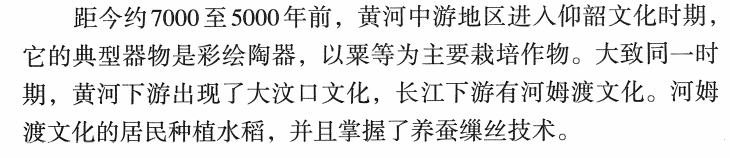 距今约7000至5000年前，黄河中游地区进入仰韶文化时期，
它的典型器物是彩绘陶器，以粟等为主要栽培作物。大致同一时
期，黄河下游出现了大汶口文化，长江下游有河姆渡文化。河姆
渡文化的居民种植水稻，并且掌握了养蚕缫丝技术。